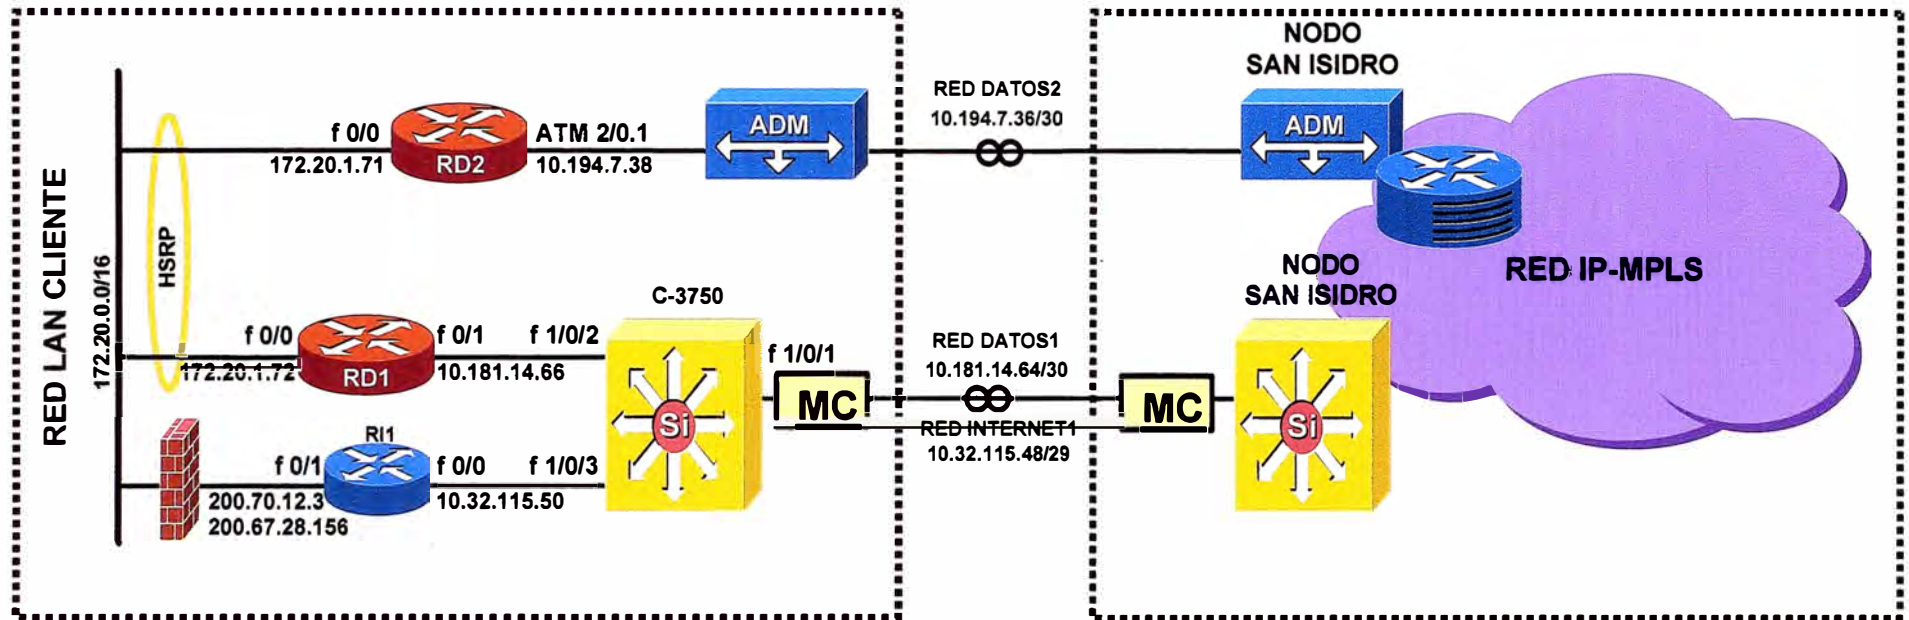 NODO
SAN ISIDRO
RED DATOS2
10.194.7.36/30
f 0/0
172.20.1.71
RD2
ATM 2/0.1
10.194.7.38
ADM
ADM
RED LAN CLIENTE
172.20.0.0/16
HSRP
RED IP-MPLS
NODO
SAN ISIDRO
C-3750
f 0/0
172.20.1.72
RD1
f 0/1
10.181.14.66
f 1/0/2
Si
f 1/0/1
MC
RED DATOS1
10.181.14.64/30
RED INTERNET1
10.32.115.48/29
MC
Si
RI1
f 0/1
200.70.12.3
200.67.28.156
f 0/0
10.32.115.50
f 1/0/3